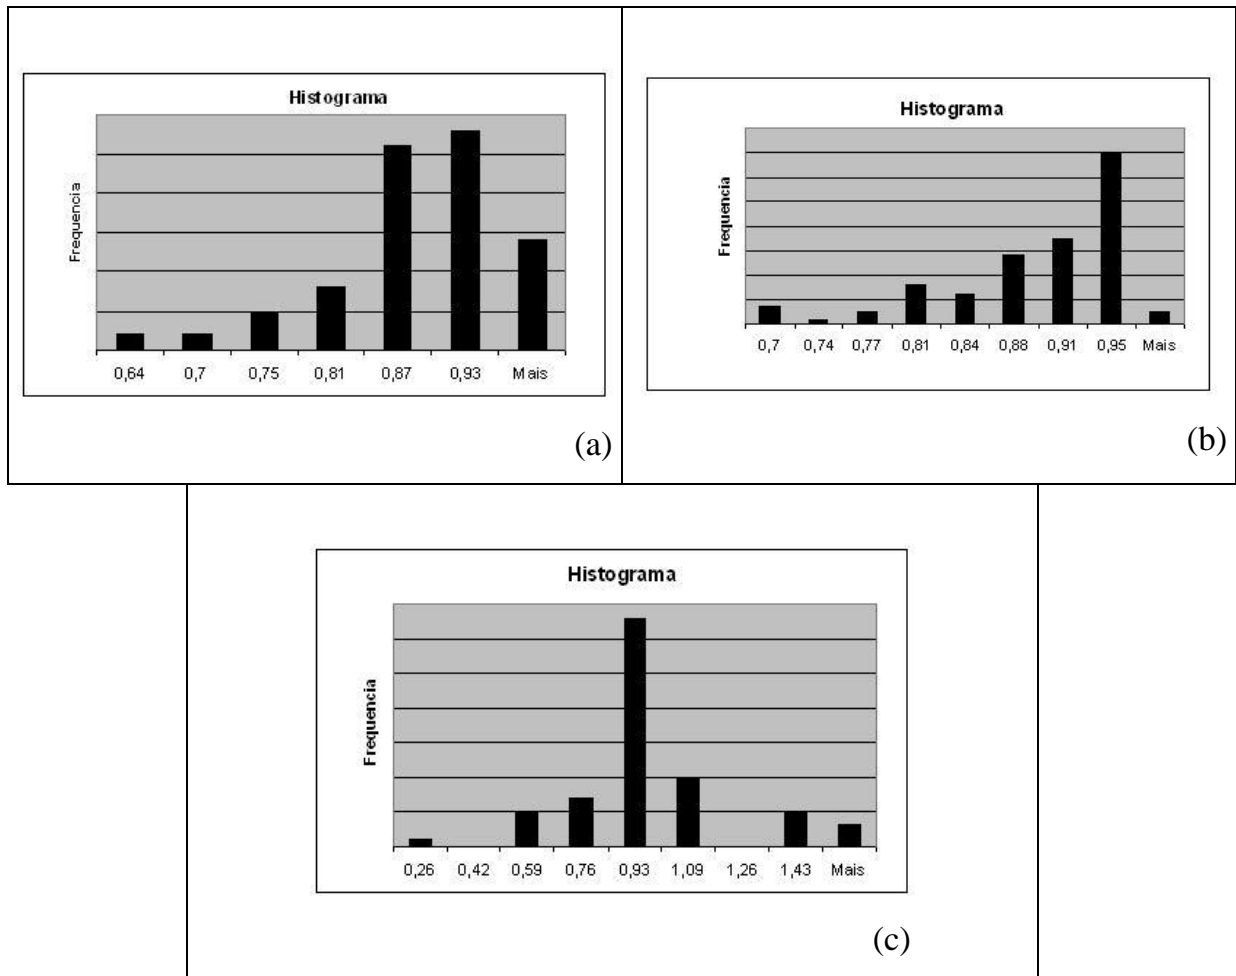 Histograma
Frequencia
0,64 0,7 0,75 0,81 0,87 0,93 Mais
(a)
Histograma
Frequencia
0,7 0,74 0,77 0,81 0,84 0,88 0,91 0,95 Mais
(b)
Histograma
Frequencia
0,26 0,42 0,59 0,76 0,93 1,09 1,26 1,43 Mais
(c)